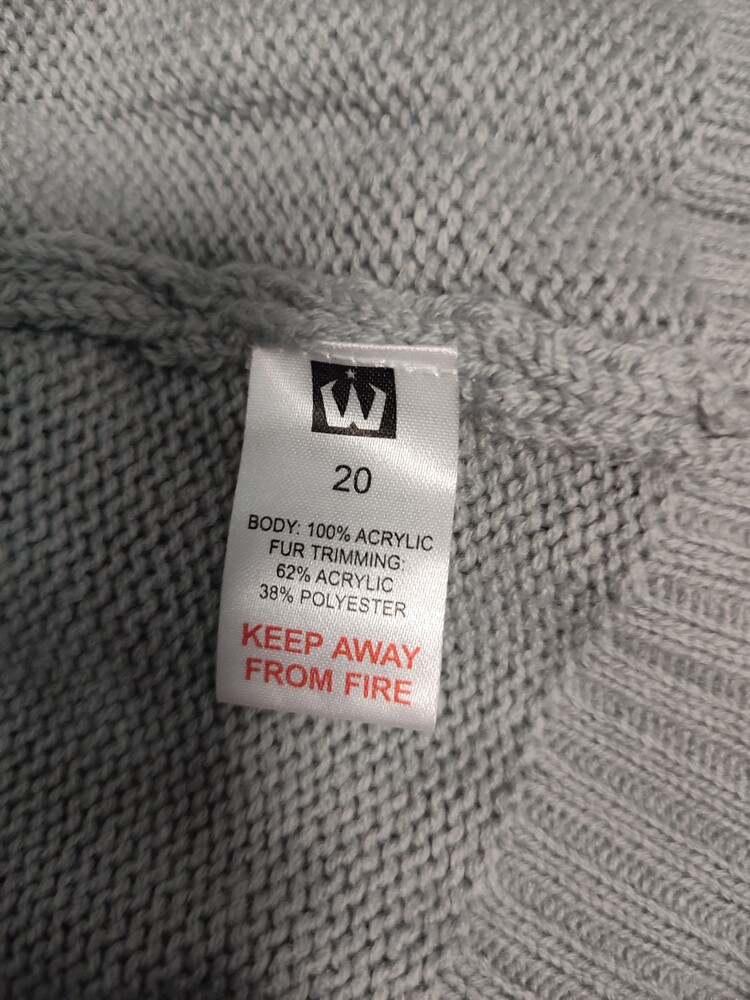 W
20
BODY: 100% ACRYLIC
FUR TRIMMING:
62% ACRYLIC
38% POLYESTER
KEEP AWAY
FROM FIRE